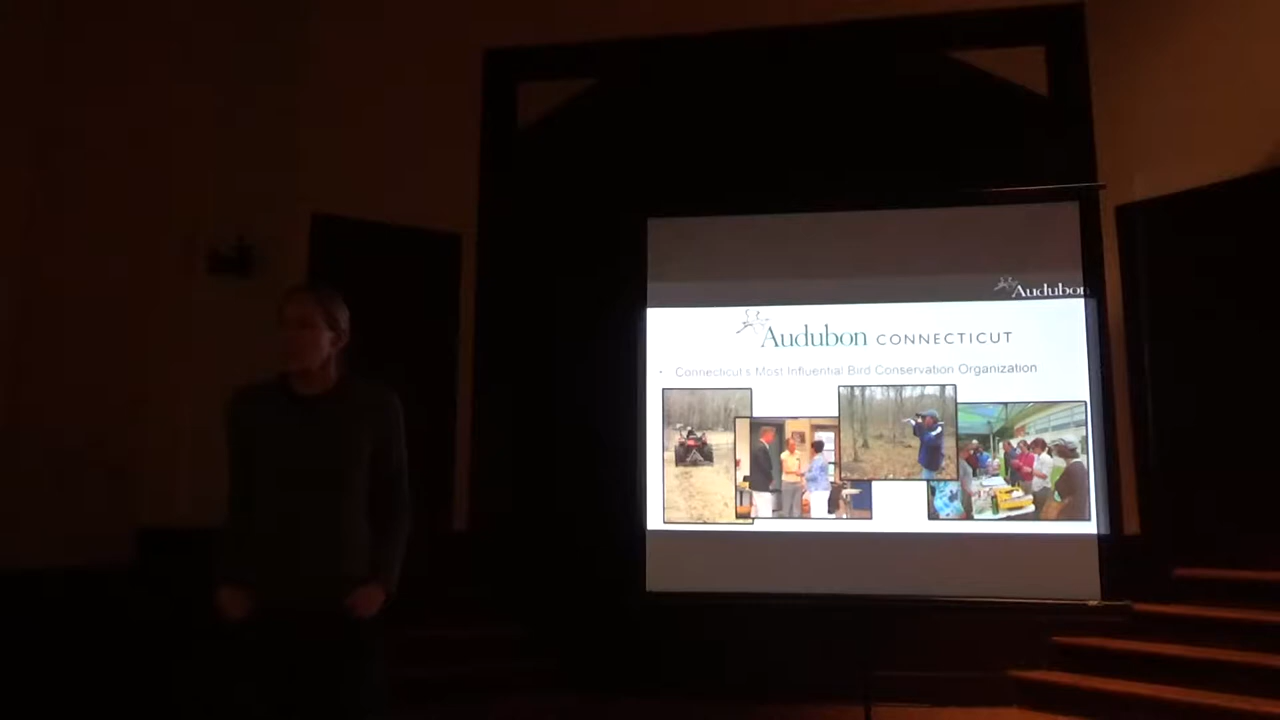 Audubon
Audubon CONNECTICUT
• Connecticut's Most Influential Bird Conservation Organization